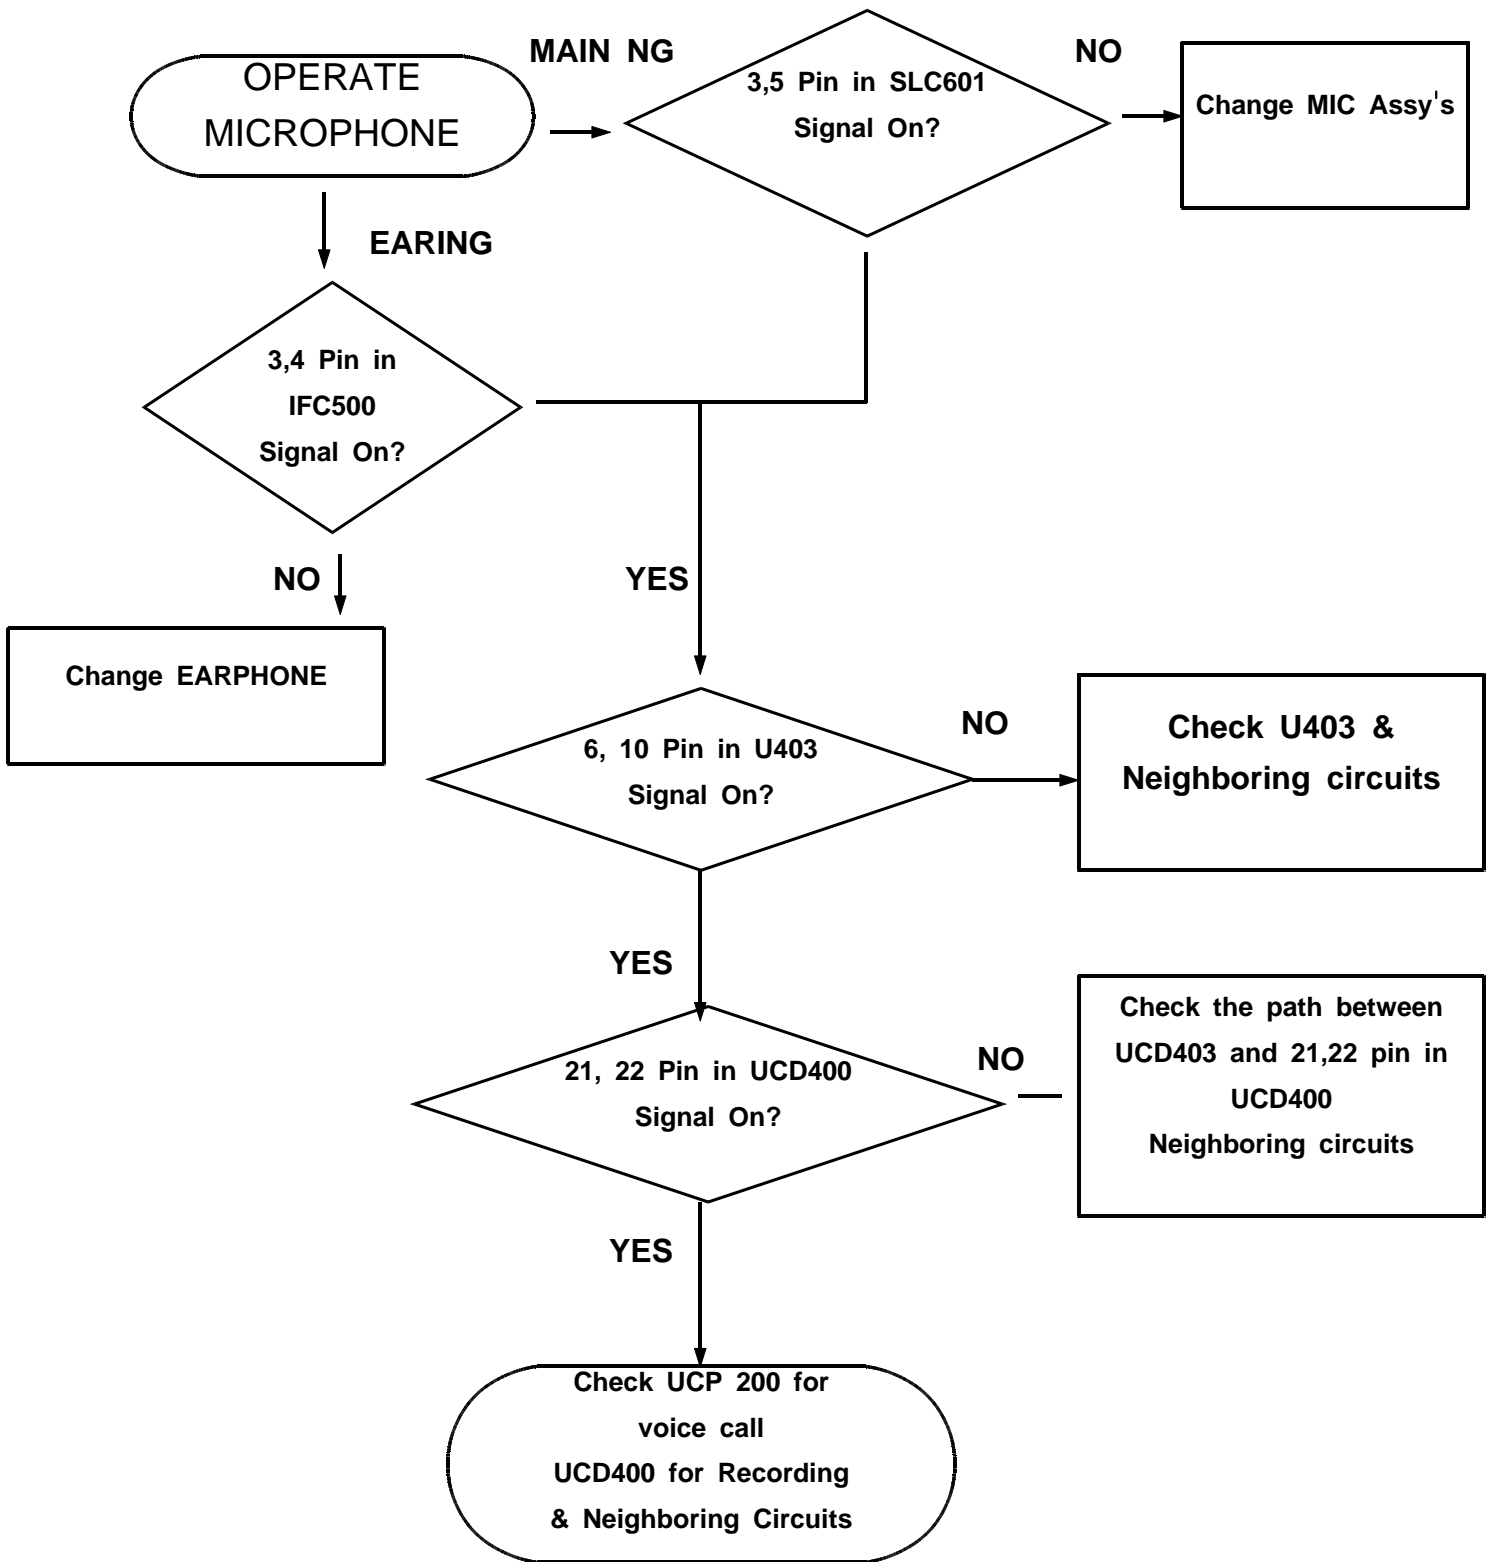 OPERATE
MICROPHONE
MAIN NG
3,5 Pin in SLC601
Signal On?
NO
Change MIC Assy's
EARING
3,4 Pin in
IFC500
Signal On?
NO
Change EARPHONE
YES
6, 10 Pin in U403
Signal On?
NO
Check U403 &
Neighboring circuits
YES
21, 22 Pin in UCD400
Signal On?
NO
Check the path between
UCD403 and 21,22 pin in
UCD400
Neighboring circuits
YES
Check UCP 200 for
voice call
UCD400 for Recording
& Neighboring Circuits